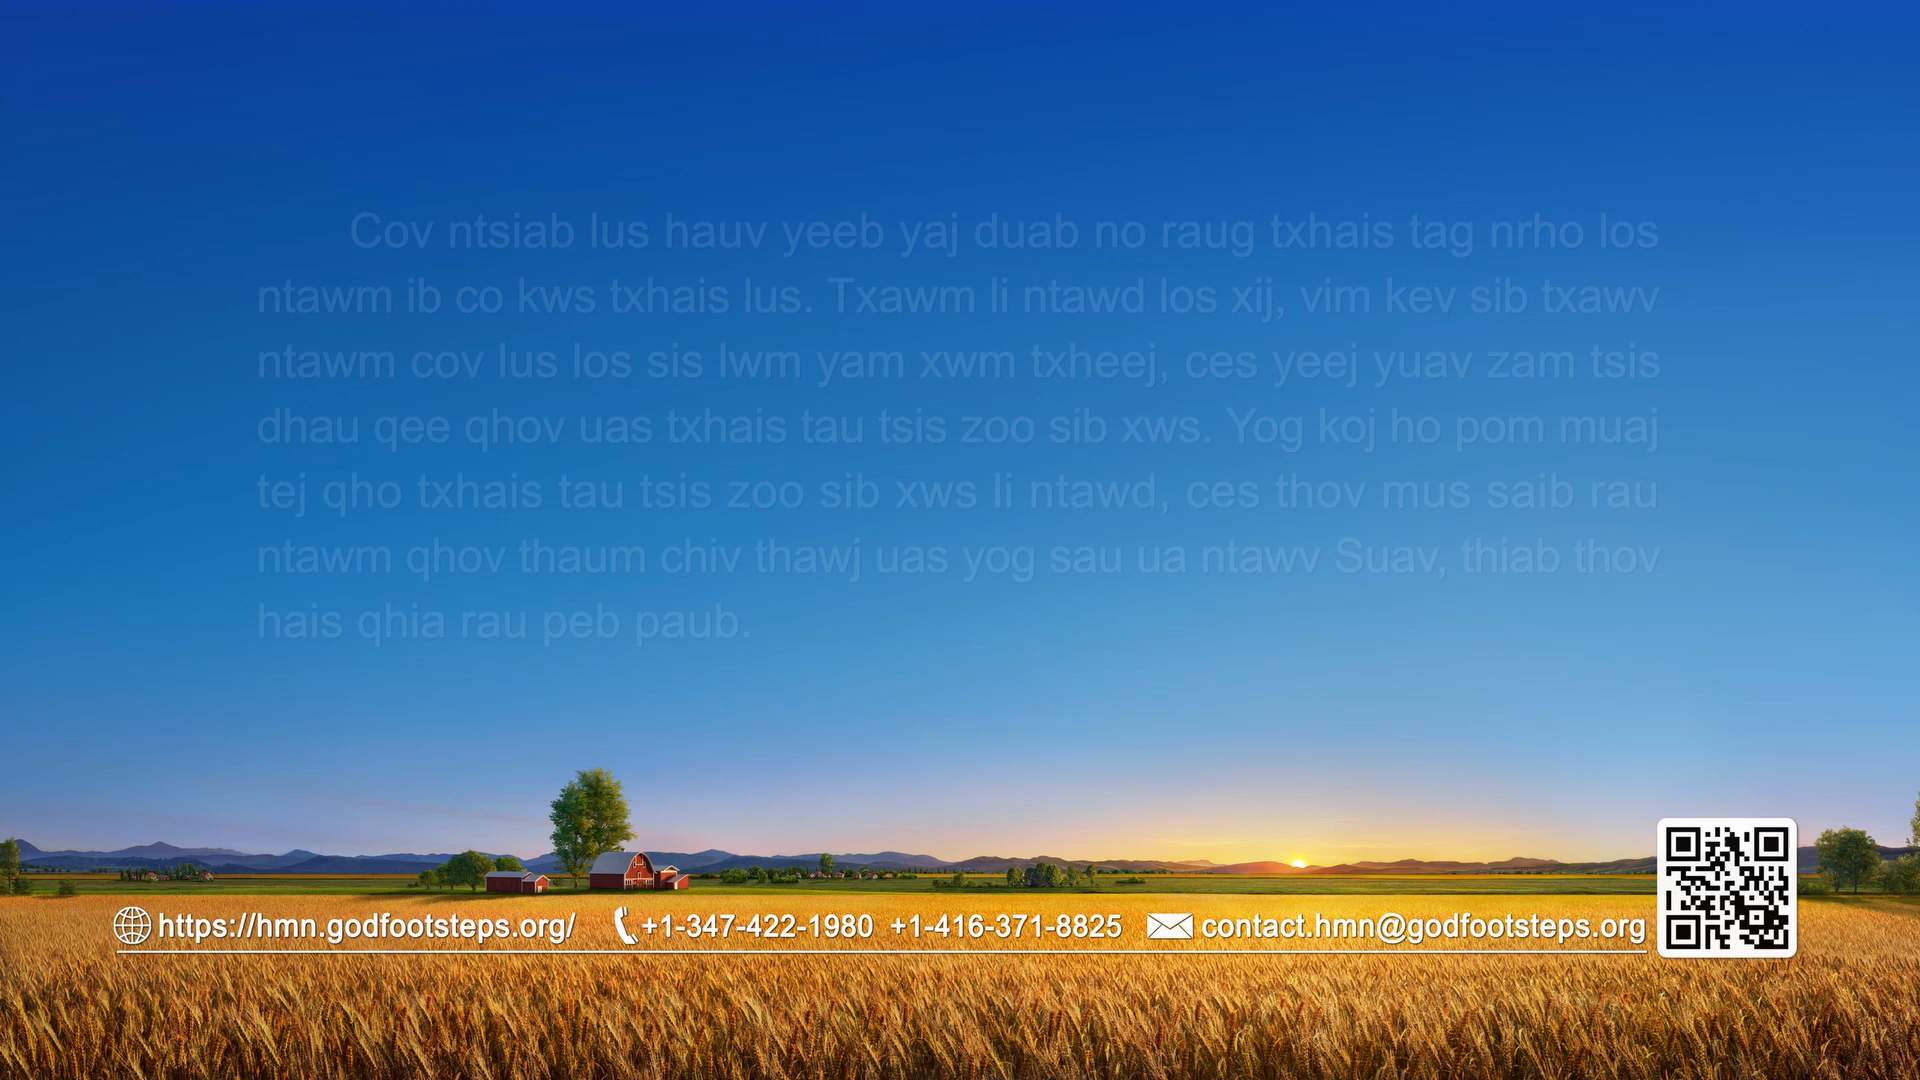 Cov ntsiab lus hauv yeeb yaj duab no raug txhais tag nrho los
ntawm ib co kws txhais lus. Txawm li ntawd los xij, vim kev sib txawv
ntawm cov lus los sis lwm yam xwm txheej, ces yeej yuav zam tsis
dhau qee qhov uas txhais tau tsis zoo sib xws. Yog koj ho pom muaj
tej qho txhais tau tsis zoo sib xws li ntawd, ces thov mus saib rau
ntawm qhov thaum chiv thawj uas yog sau ua ntawv Suav, thiab thov
hais qhia rau peb paub.
https://hmn.godfootsteps.org/ +1-347-422-1980 +1-416-371-8825 contact.hmn@godfootsteps.org